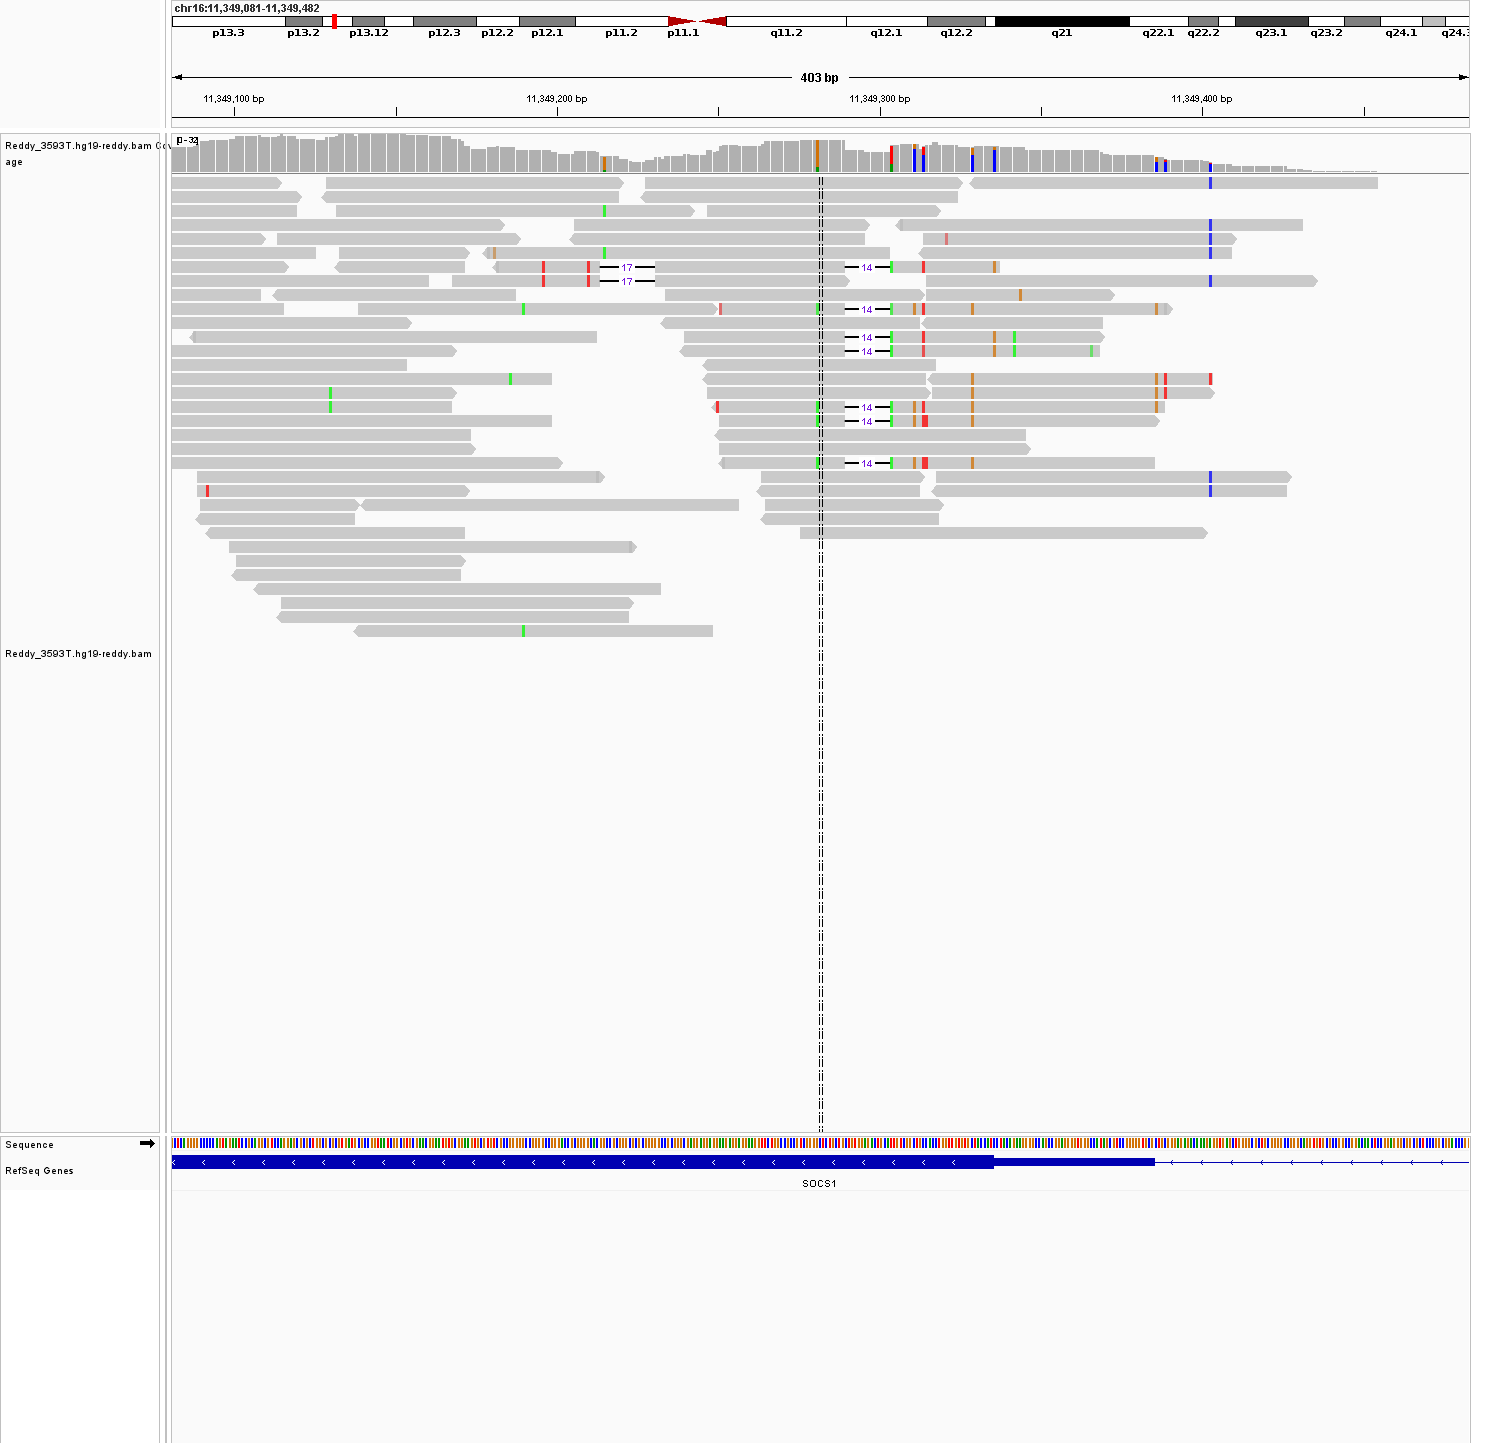 chr16:11,349,081-11,349,482
p13.3 p13.2 p13.12 p12.3 p12.2 p12.1 p11.2 p11.1 q11.2 q12.1 q12.2 q21 q22.1 q22.2 q23.1 q23.2 q24.1
403 bp
11,349,100 bp 11,349,200 bp 11,349,300 bp 11,349,400 bp
Reddy_3593T.hg19-reddy.bam
[0-32]
age
17 14
17
14
14
14
14
14
14
Reddy_3593T.hg19-reddy.bam
Sequence
RefSeq Genes
SOCS1